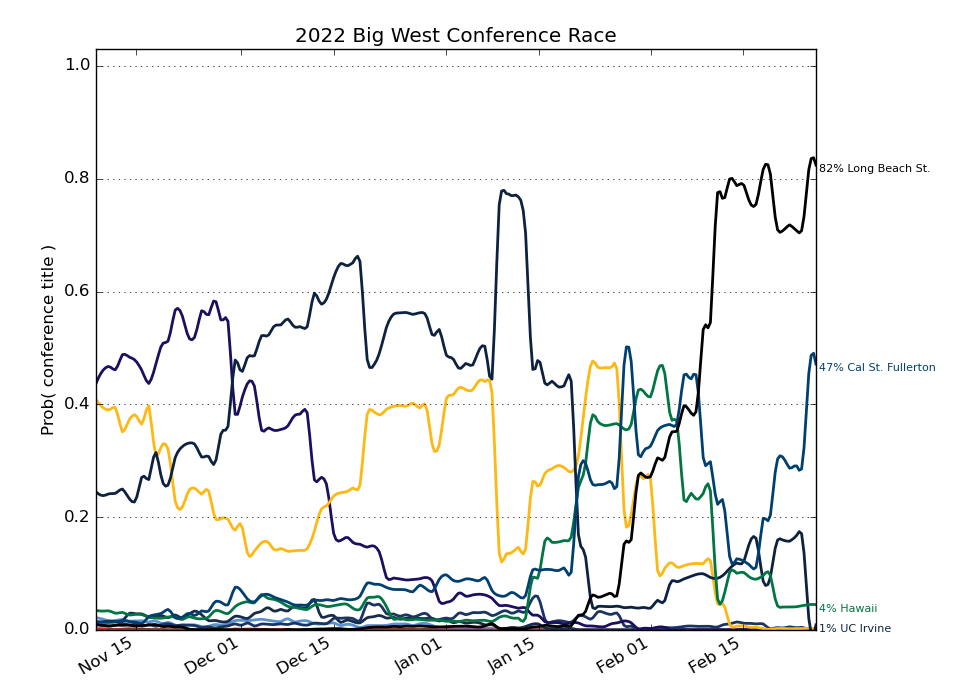 2022 Big West Conference Race
Prob( conference title )
1.0
0.8
0.6
0.4
0.2
0.0
82% Long Beach St.
47% Cal St. Fullerton
4% Hawaii
1% UC Irvine
Nov 15
Dec 01
Dec 15
Jan 01
Jan 15
Feb 01
Feb 15